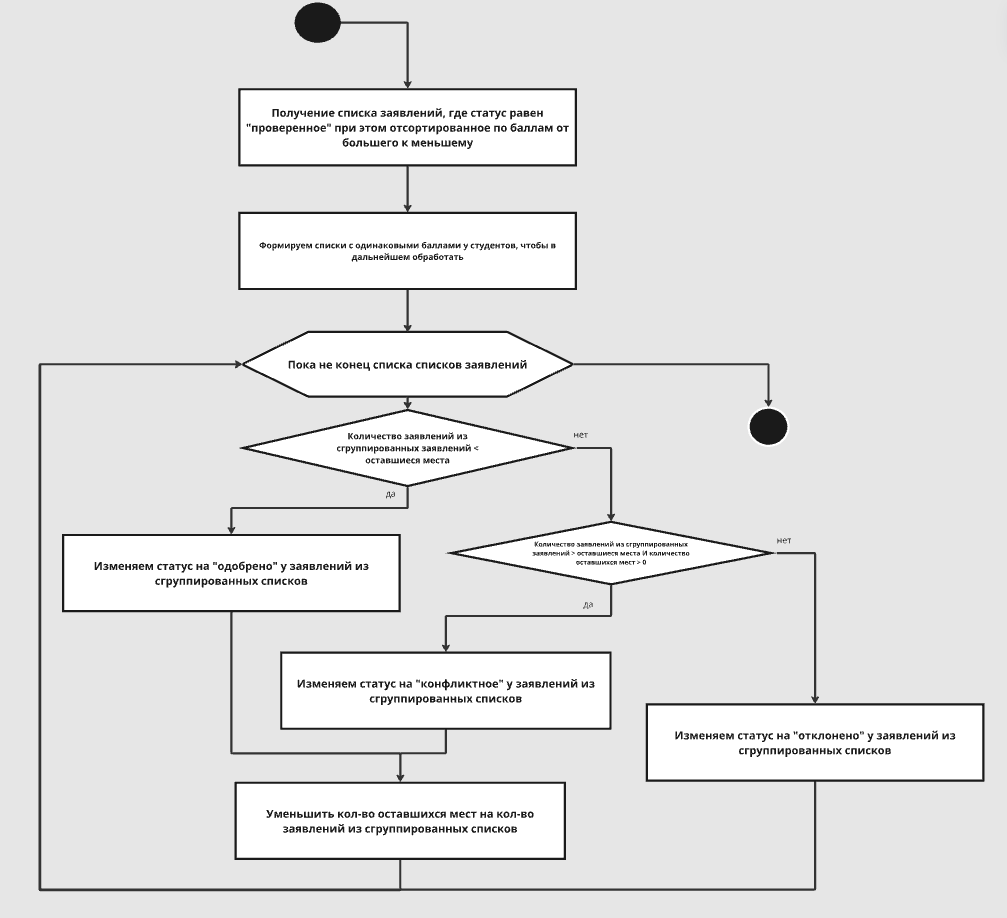 Получение списка заявлений, где статус равен
"проверенное" при этом отсортированное по баллам от
большего к меньшему
Формируем списки с одинаковыми баллами у студентов, чтобы в
дальнейшем обработать
Пока не конец списка списков заявлений
Количество заявлений из
сгруппированных заявлений <
оставшиеся места
нет
да
Количество заявлений из сгруппированных
заявлений > оставшиеся места И количество
оставшихся мест > 0
нет
да
Изменяем статус на "одобрено" у заявлений из
сгруппированных списков
Изменяем статус на "конфликтное" у заявлений из
сгруппированных списков
Изменяем статус на "отклонено" у заявлений из
сгруппированных списков
Уменьшить кол-во оставшихся мест на кол-во
заявлений из сгруппированных списков